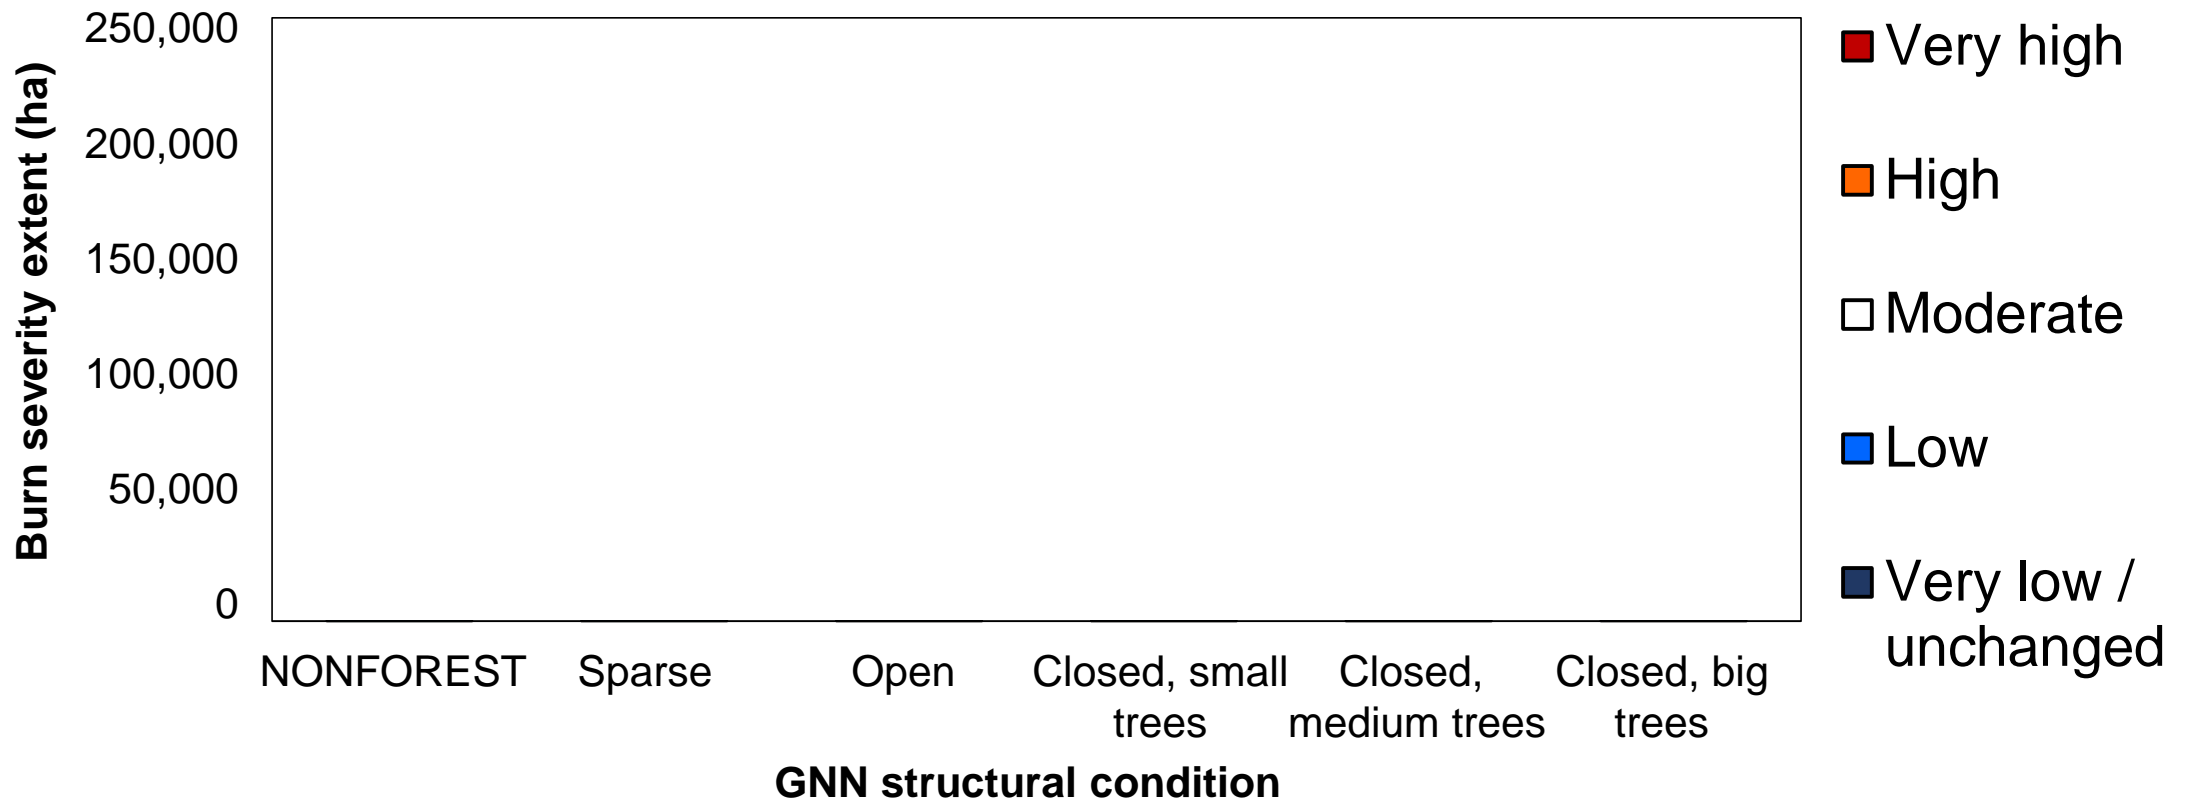 Burn severity extent (ha)
250,000
200,000
150,000
100,000
50,000
0
NONFOREST
Sparse
Open
Closed, small
trees
Closed,
medium trees
Closed, big
trees
GNN structural condition
Very high
High
Moderate
Low
Very low /
unchanged